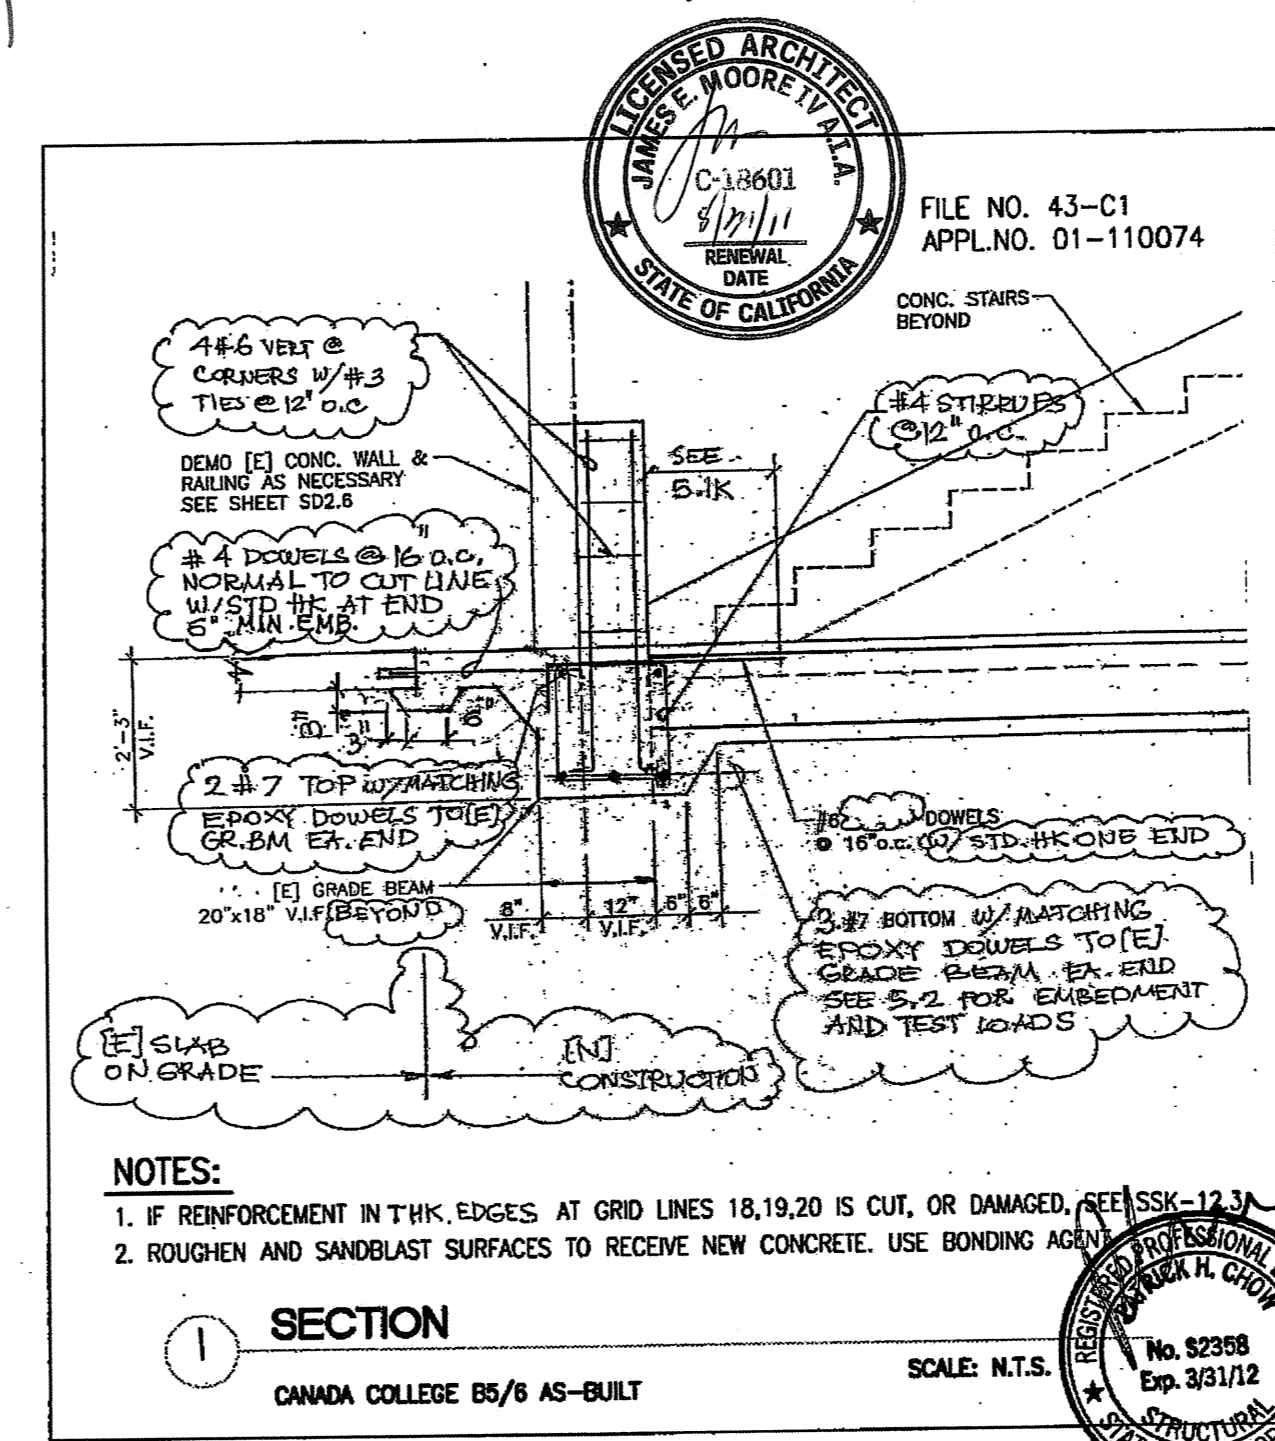 LICENSED ARCHITECT
JAMES E. MOORE IV A.I.A.
C-18601
RENEWAL
DATE
STATE OF CALIFORNIA
FILE NO. 43-C1
APPL.NO. 01-110074
CONC. STAIRS
BEYOND
4#6 VERT @
CORNERS W/#3
TIES @ 12" O.C
#4 STIRRUPS
@12" O.C.
DEMO [E] CONC. WALL &
RAILING AS NECESSARY
SEE SHEET SD2.6
SEE
5.1K
#4 DOWELS @ 16" O.C.
NORMAL TO CUT LINE
W/STD HK AT END
MIN. EMB.
2'-3"
V.I.F.
3"
3"
6"
2 #7 TOP W/MATCHING
EPOXY DOWELS TO[E]
GR.BM EA. END
#6 DOWELS
@ 16"o.c. (W/ STD. HK ONE END
[E] GRADE BEAM
20"x18" V.I.F. BEYOND
8"
V.I.F.
12"
V.I.F.
6"
6"
3 #7 BOTTOM W/ MATCHING
EPOXY DOWELS TO[E]
GRADE BEAM EA. END
SEE 5.2 FOR EMBEDMENT
AND TEST LOADS
[E] SLAB
ON GRADE
[N]
CONSTRUCTION
NOTES:
1. IF REINFORCEMENT IN THK. EDGES AT GRID LINES 18,19,20 IS CUT, OR DAMAGED, SEE SSK-12.3
2. ROUGHEN AND SANDBLAST SURFACES TO RECEIVE NEW CONCRETE. USE BONDING AGENT
1
SECTION
SCALE: N.T.S.
CANADA COLLEGE B5/6 AS-BUILT
REGISTERED PROFESSIONAL
PATRICK H. CHOW
No. S2358
Exp. 3/31/12
STRUCTURAL